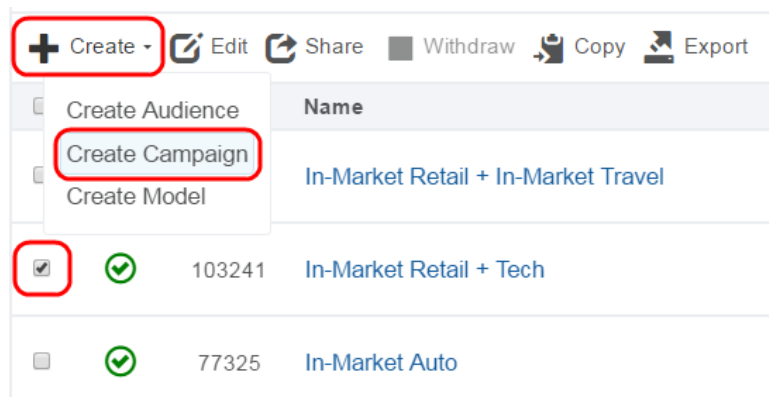 Create Edit Share Withdraw Copy Export
Create Audience
Name
Create Campaign
In-Market Retail + In-Market Travel
Create Model
103241 In-Market Retail + Tech
77325 In-Market Auto